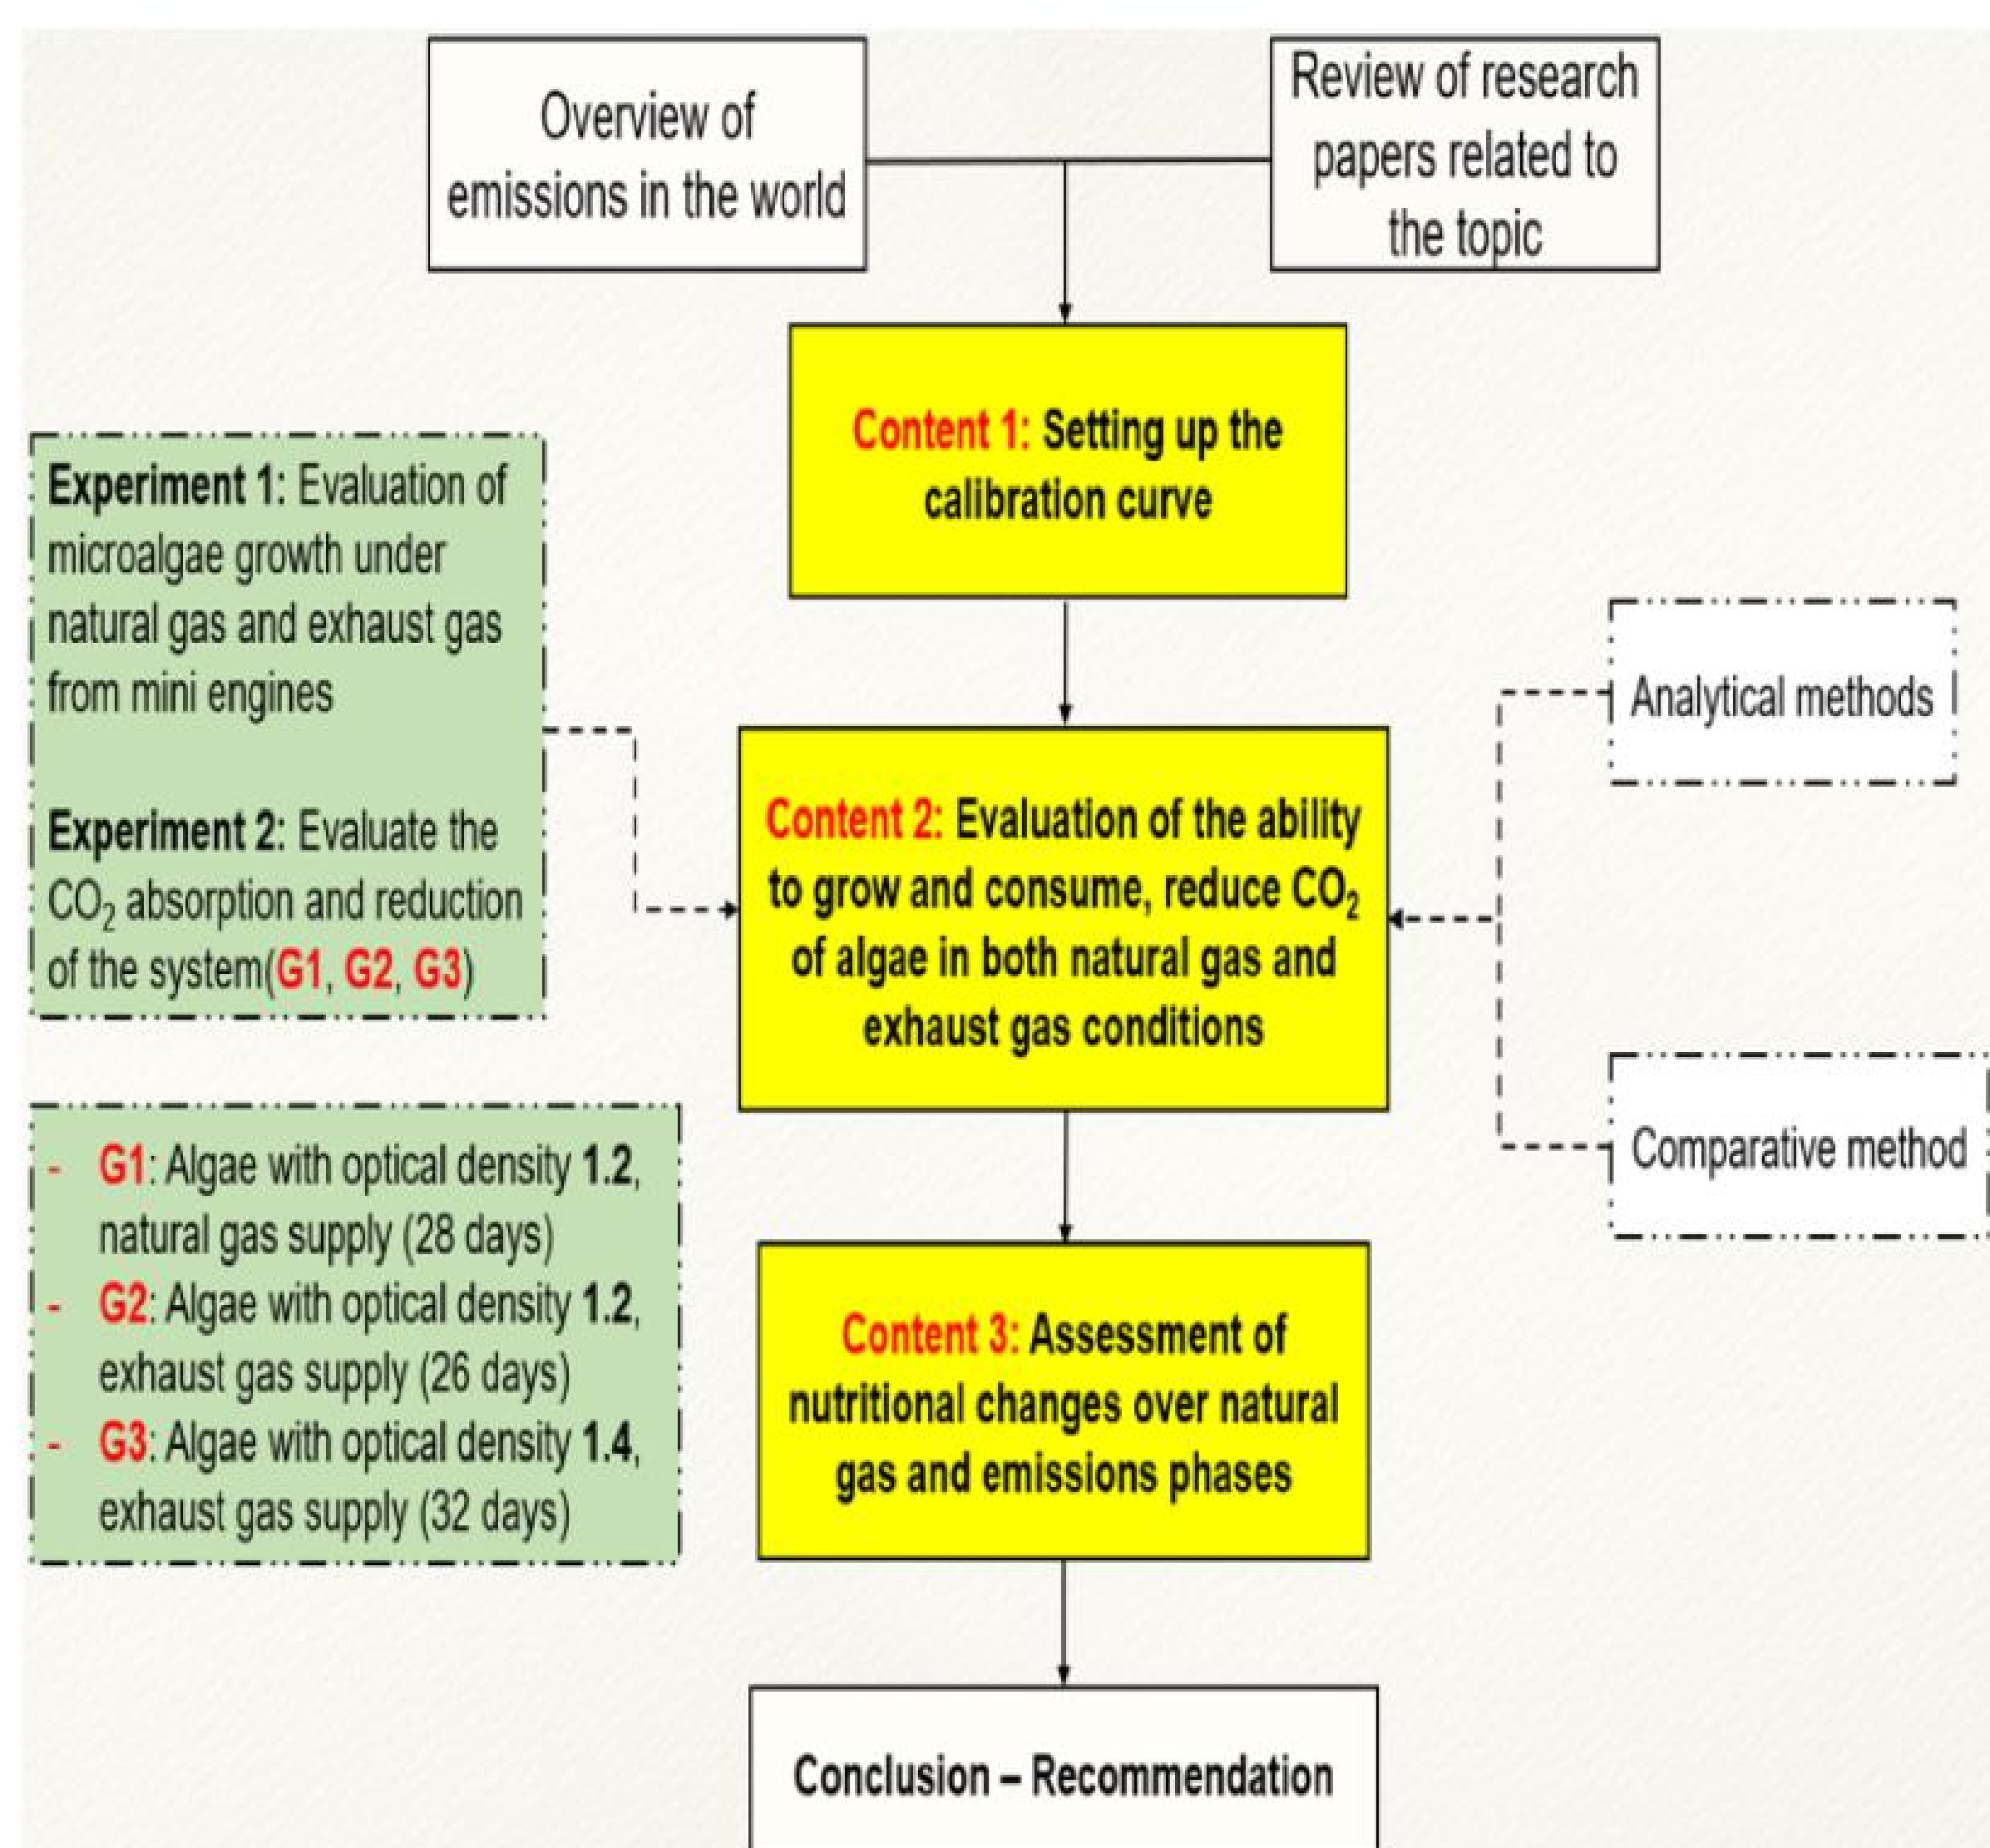 Overview of
emissions in the world
Review of research
papers related to
the topic
Content 1: Setting up the
calibration curve
Experiment 1: Evaluation of
microalgae growth under
natural gas and exhaust gas
from mini engines
Experiment 2: Evaluate the
CO₂ absorption and reduction
of the system(G1, G2, G3)
Analytical methods
Content 2: Evaluation of the ability
to grow and consume, reduce CO₂
of algae in both natural gas and
exhaust gas conditions
Comparative method
- G1: Algae with optical density 1.2,
natural gas supply (28 days)
- G2: Algae with optical density 1.2,
exhaust gas supply (26 days)
- G3: Algae with optical density 1.4,
exhaust gas supply (32 days)
Content 3: Assessment of
nutritional changes over natural
gas and emissions phases
Conclusion – Recommendation